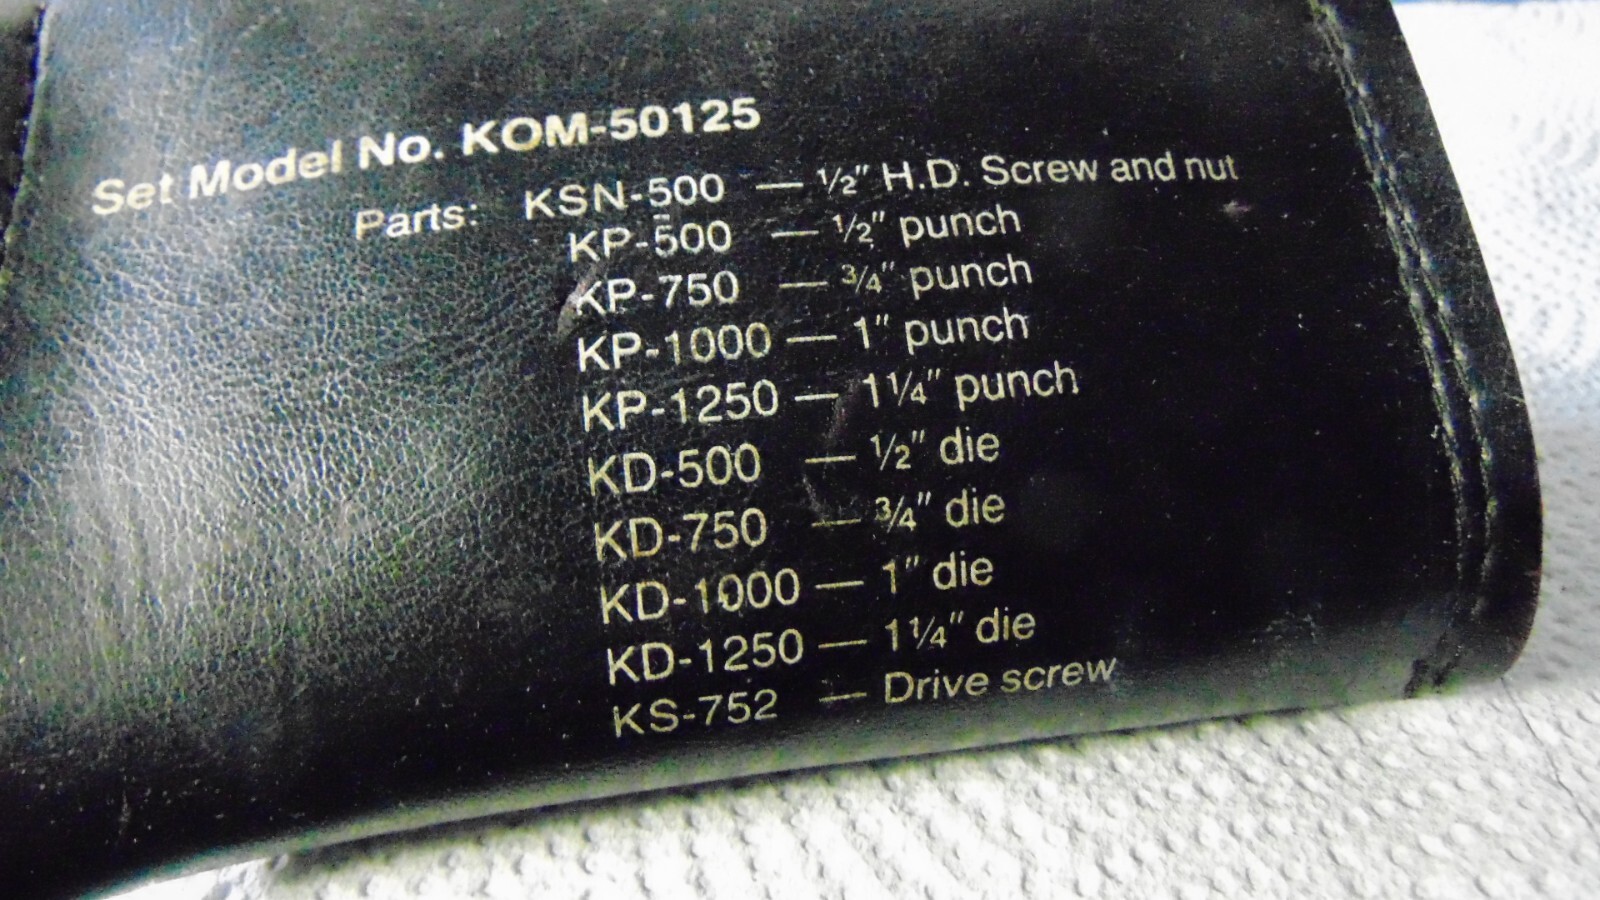 Set Model No. KOM-50125
Parts: KSN-500 — ½" H.D. Screw and nut
KP-500 — ½" punch
KP-750 — ¾" punch
KP-1000 — 1" punch
KP-1250 — 1¼" punch
KD-500 — ½" die
KD-750 — ¾" die
KD-1000 — 1" die
KD-1250 — 1¼" die
KS-752 — Drive screw